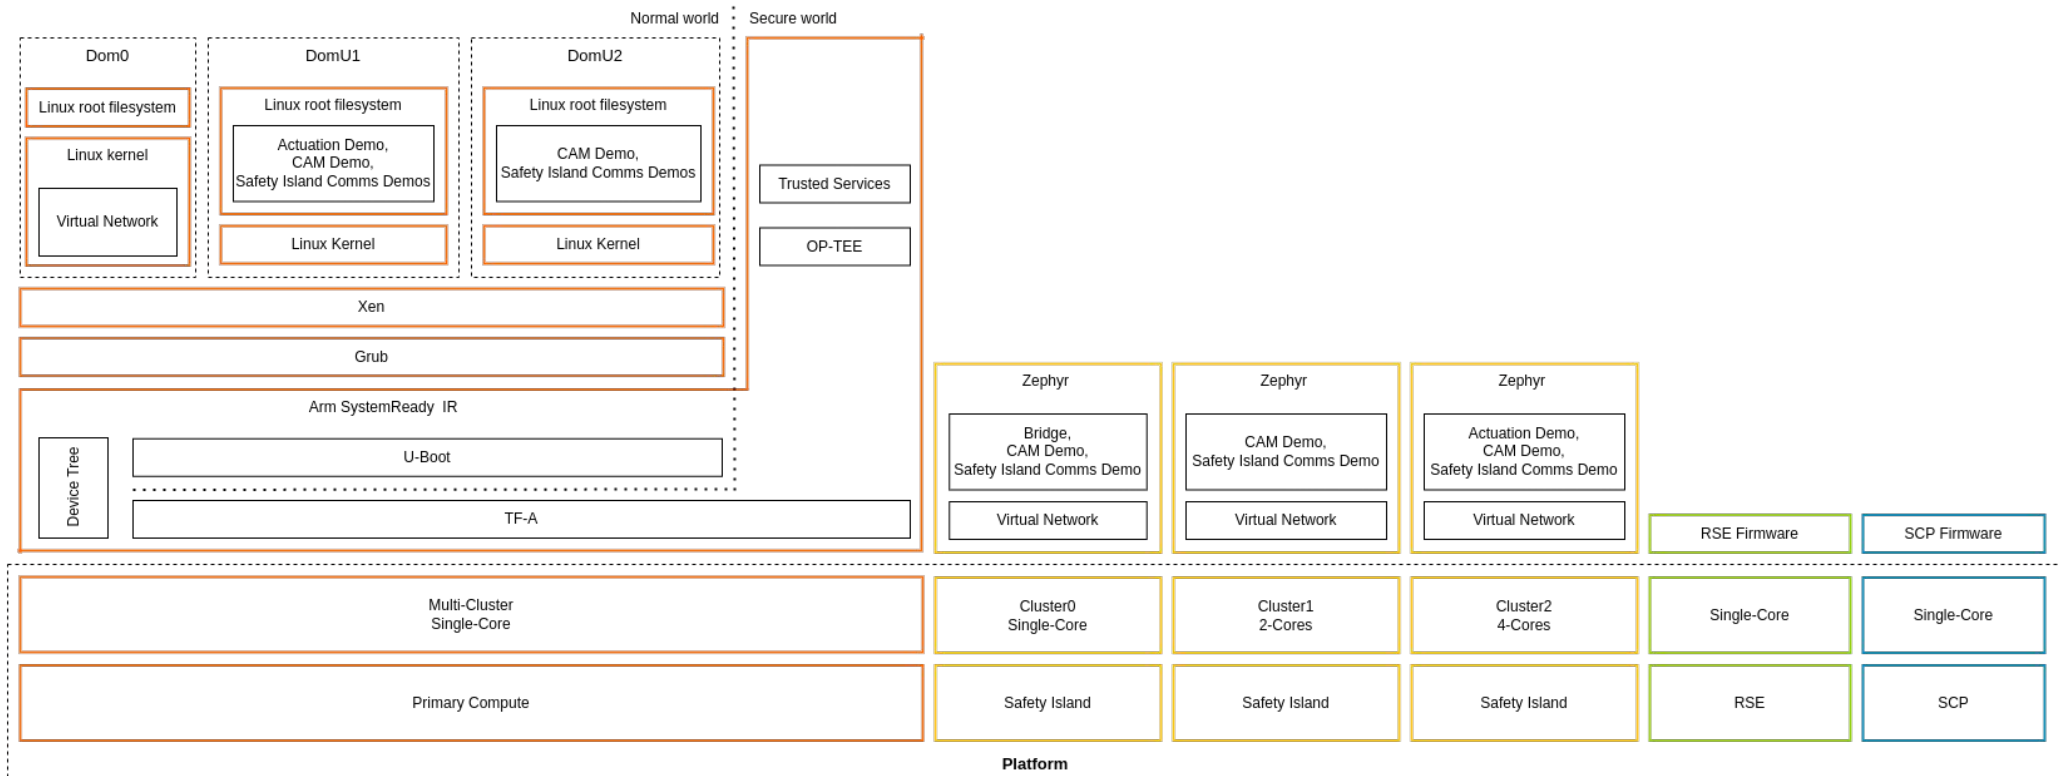 Normal world
Secure world
Dom0
Linux root filesystem
Linux kernel
Virtual Network
DomU1
Linux root filesystem
Actuation Demo,
CAM Demo,
Safety Island Comms Demos
Linux Kernel
DomU2
Linux root filesystem
CAM Demo,
Safety Island Comms Demos
Linux Kernel
Trusted Services
OP-TEE
Xen
Grub
Arm SystemReady IR
Device Tree
U-Boot
TF-A
Zephyr
Bridge,
CAM Demo,
Safety Island Comms Demo
Virtual Network
Zephyr
CAM Demo,
Safety Island Comms Demo
Virtual Network
Zephyr
Actuation Demo,
CAM Demo,
Safety Island Comms Demo
Virtual Network
RSE Firmware
SCP Firmware
Multi-Cluster
Single-Core
Cluster0
Single-Core
Cluster1
2-Cores
Cluster2
4-Cores
Single-Core
Single-Core
Primary Compute
Safety Island
Safety Island
Safety Island
RSE
SCP
Platform